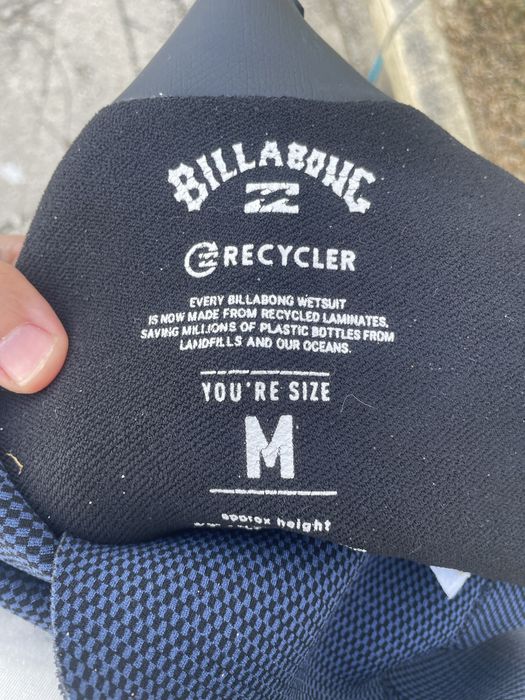 BILLABONG
RECYCLER
EVERY BILLABONG WETSUIT
IS NOW MADE FROM RECYCLED LAMINATES,
SAVING MILLIONS OF PLASTIC BOTTLES FROM
LANDFILLS AND OUR OCEANS.
YOU'RE SIZE
M
approx height